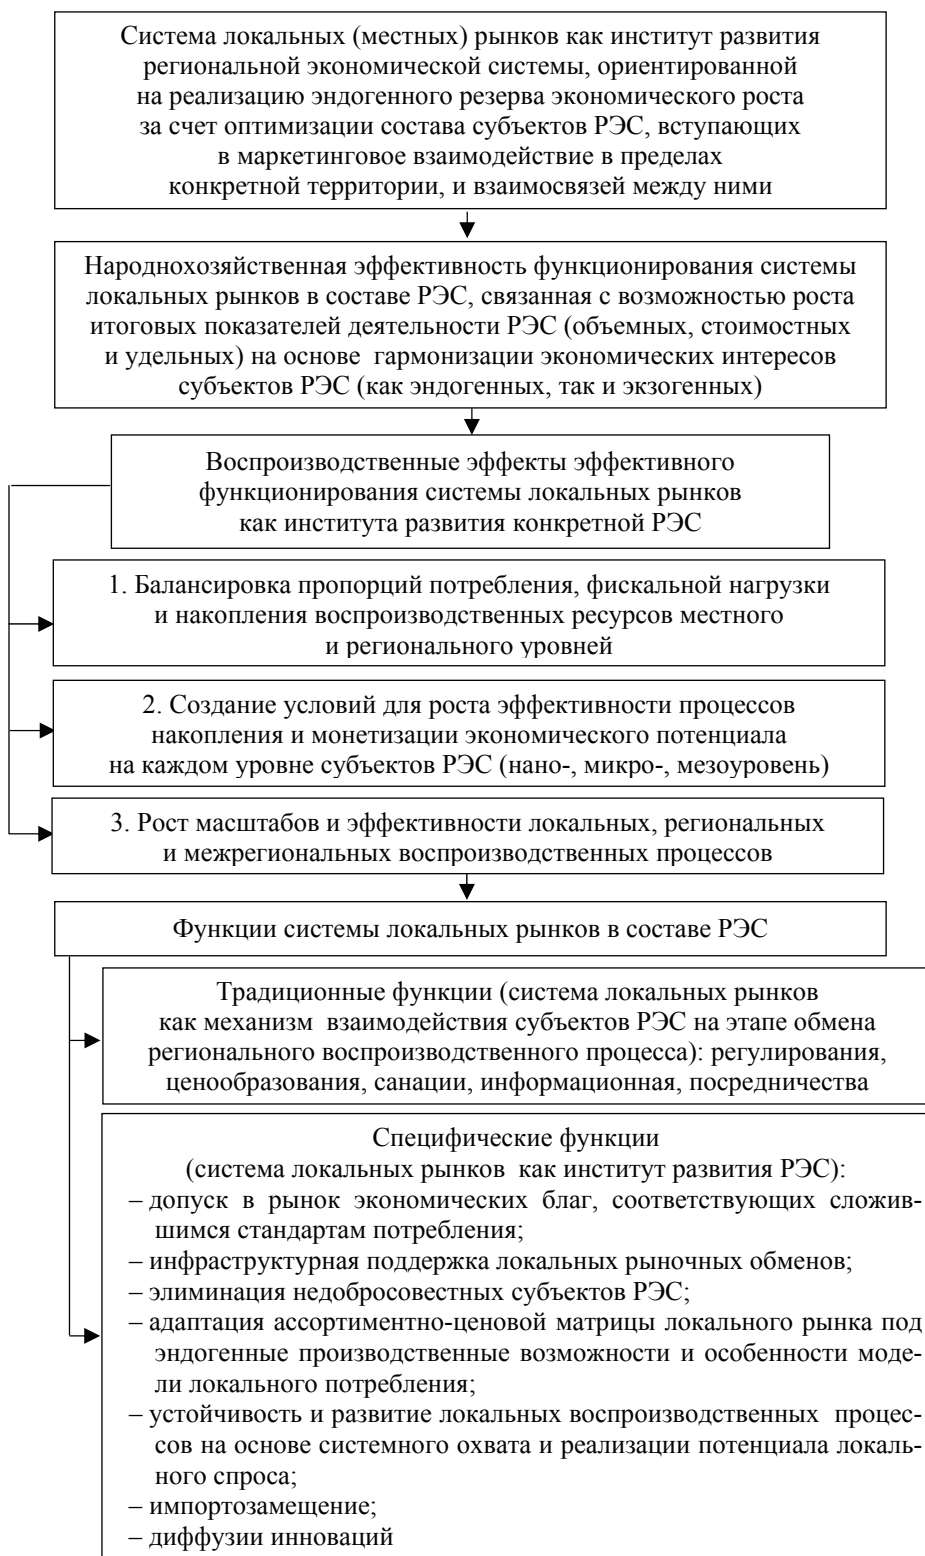 Система локальных (местных) рынков как институт развития
региональной экономической системы, ориентированной
на реализацию эндогенного резерва экономического роста
за счет оптимизации состава субъектов РЭС, вступающих
в маркетинговое взаимодействие в пределах
конкретной территории, и взаимосвязей между ними
Народнохозяйственная эффективность функционирования системы
локальных рынков в составе РЭС, связанная с возможностью роста
итоговых показателей деятельности РЭС (объемных, стоимостных
и удельных) на основе гармонизации экономических интересов
субъектов РЭС (как эндогенных, так и экзогенных)
Воспроизводственные эффекты эффективного
функционирования системы локальных рынков
как института развития конкретной РЭС
1. Балансировка пропорций потребления, фискальной нагрузки
и накопления воспроизводственных ресурсов местного
и регионального уровней
2. Создание условий для роста эффективности процессов
накопления и монетизации экономического потенциала
на каждом уровне субъектов РЭС (нано-, микро-, мезоуровень)
3. Рост масштабов и эффективности локальных, региональных
и межрегиональных воспроизводственных процессов
Функции системы локальных рынков в составе РЭС
Традиционные функции (система локальных рынков
как механизм взаимодействия субъектов РЭС на этапе обмена
регионального воспроизводственного процесса): регулирования,
ценообразования, санации, информационная, посредничества
Специфические функции
(система локальных рынков как институт развития РЭС):
– допуск в рынок экономических благ, соответствующих сложив-
шимся стандартам потребления;
– инфраструктурная поддержка локальных рыночных обменов;
– элиминация недобросовестных субъектов РЭС;
– адаптация ассортиментно-ценовой матрицы локального рынка под
эндогенные производственные возможности и особенности моде-
ли локального потребления;
– устойчивость и развитие локальных воспроизводственных процес-
сов на основе системного охвата и реализации потенциала локаль-
ного спроса;
– импортозамещение;
– диффузии инноваций